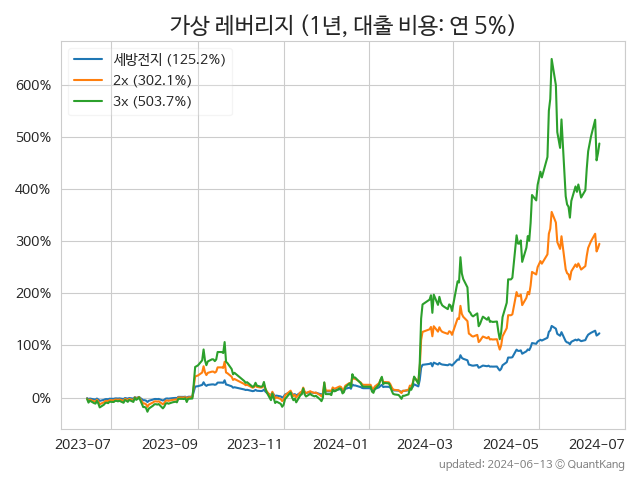 가상 레버리지 (1년, 대출 비용: 연 5%)
세방전지 (125.2%)
2x (302.1%)
3x (503.7%)
600%
500%
400%
300%
200%
100%
0%
2023-07 2023-09 2023-11 2024-01 2024-03 2024-05 2024-07
updated: 2024-06-13 © QuantKang